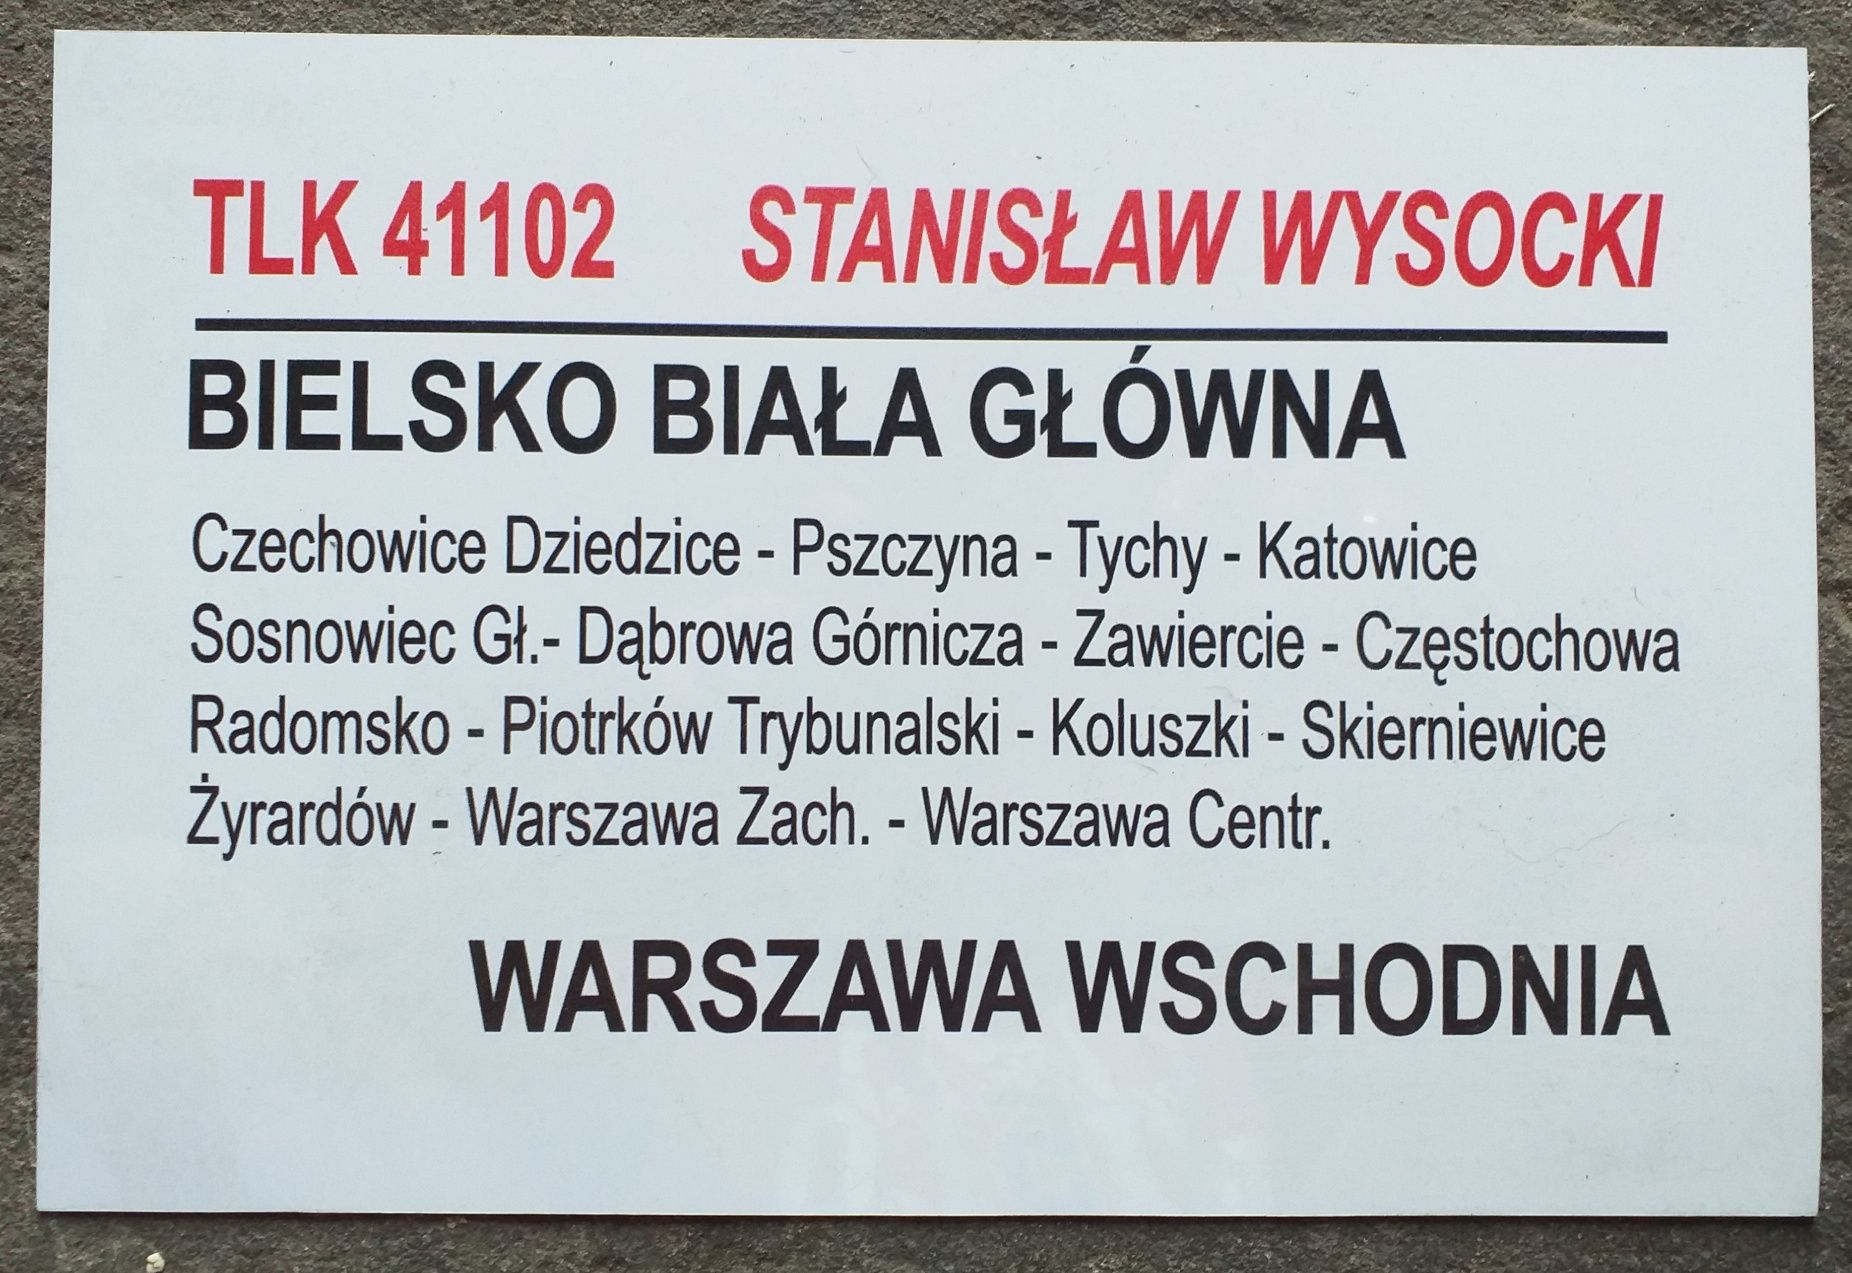 TLK 41102 STANISŁAW WYSOCKI
BIELSKO BIAŁA GŁÓWNA
Czechowice Dziedzice - Pszczyna - Tychy - Katowice
Sosnowiec Gł.- Dąbrowa Górnicza - Zawiercie - Częstochowa
Radomsko - Piotrków Trybunalski - Koluszki - Skierniewice
Żyrardów - Warszawa Zach. - Warszawa Centr.
WARSZAWA WSCHODNIA